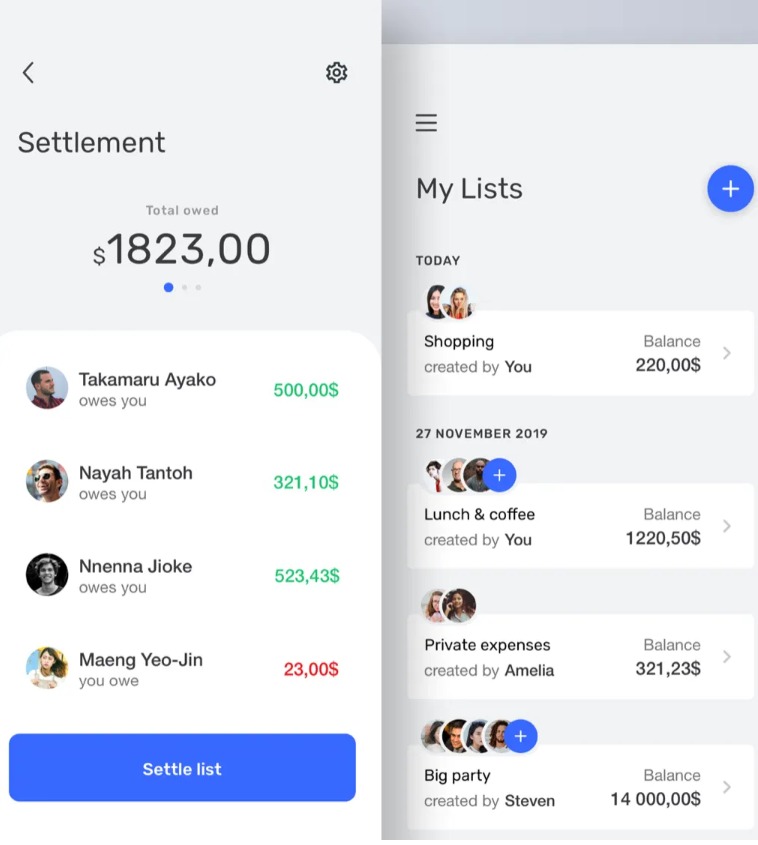 Settlement
Total owed
$1823,00
Takamaru Ayako
owes you
500,00$
Nayah Tantoh
owes you
321,10$
Nnenna Jioke
owes you
523,43$
Maeng Yeo-Jin
you owe
23,00$
Settle list
My Lists
+
TODAY
Shopping
created by You
Balance
220,00$
27 NOVEMBER 2019
+
Lunch & coffee
created by You
Balance
1220,50$
Private expenses
created by Amelia
Balance
321,23$
+
Big party
created by Steven
Balance
14 000,00$